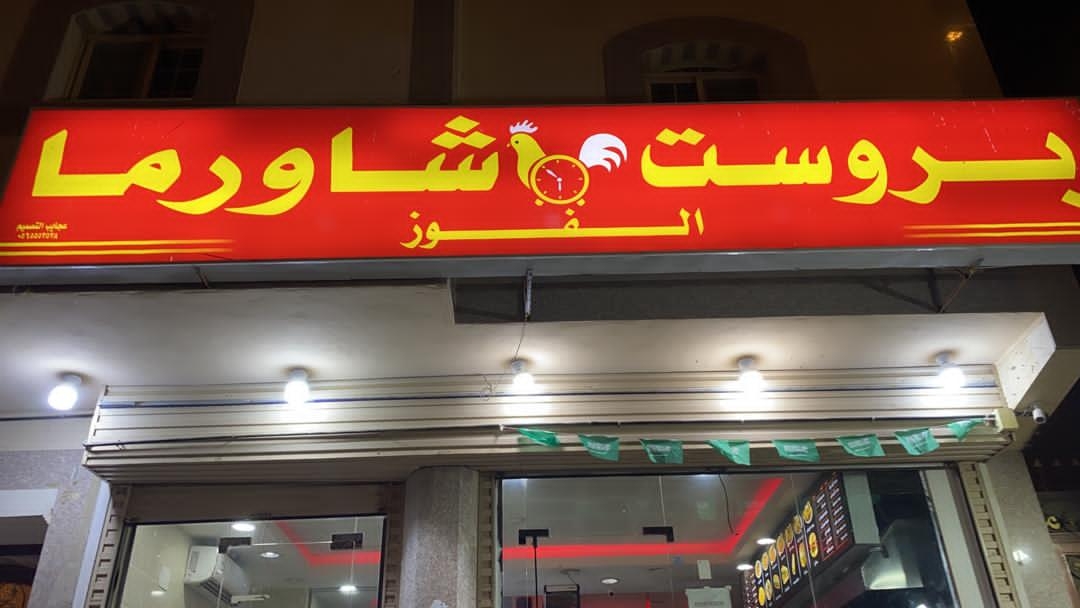 بروست شاورما
الفوز
عجايب التصميم